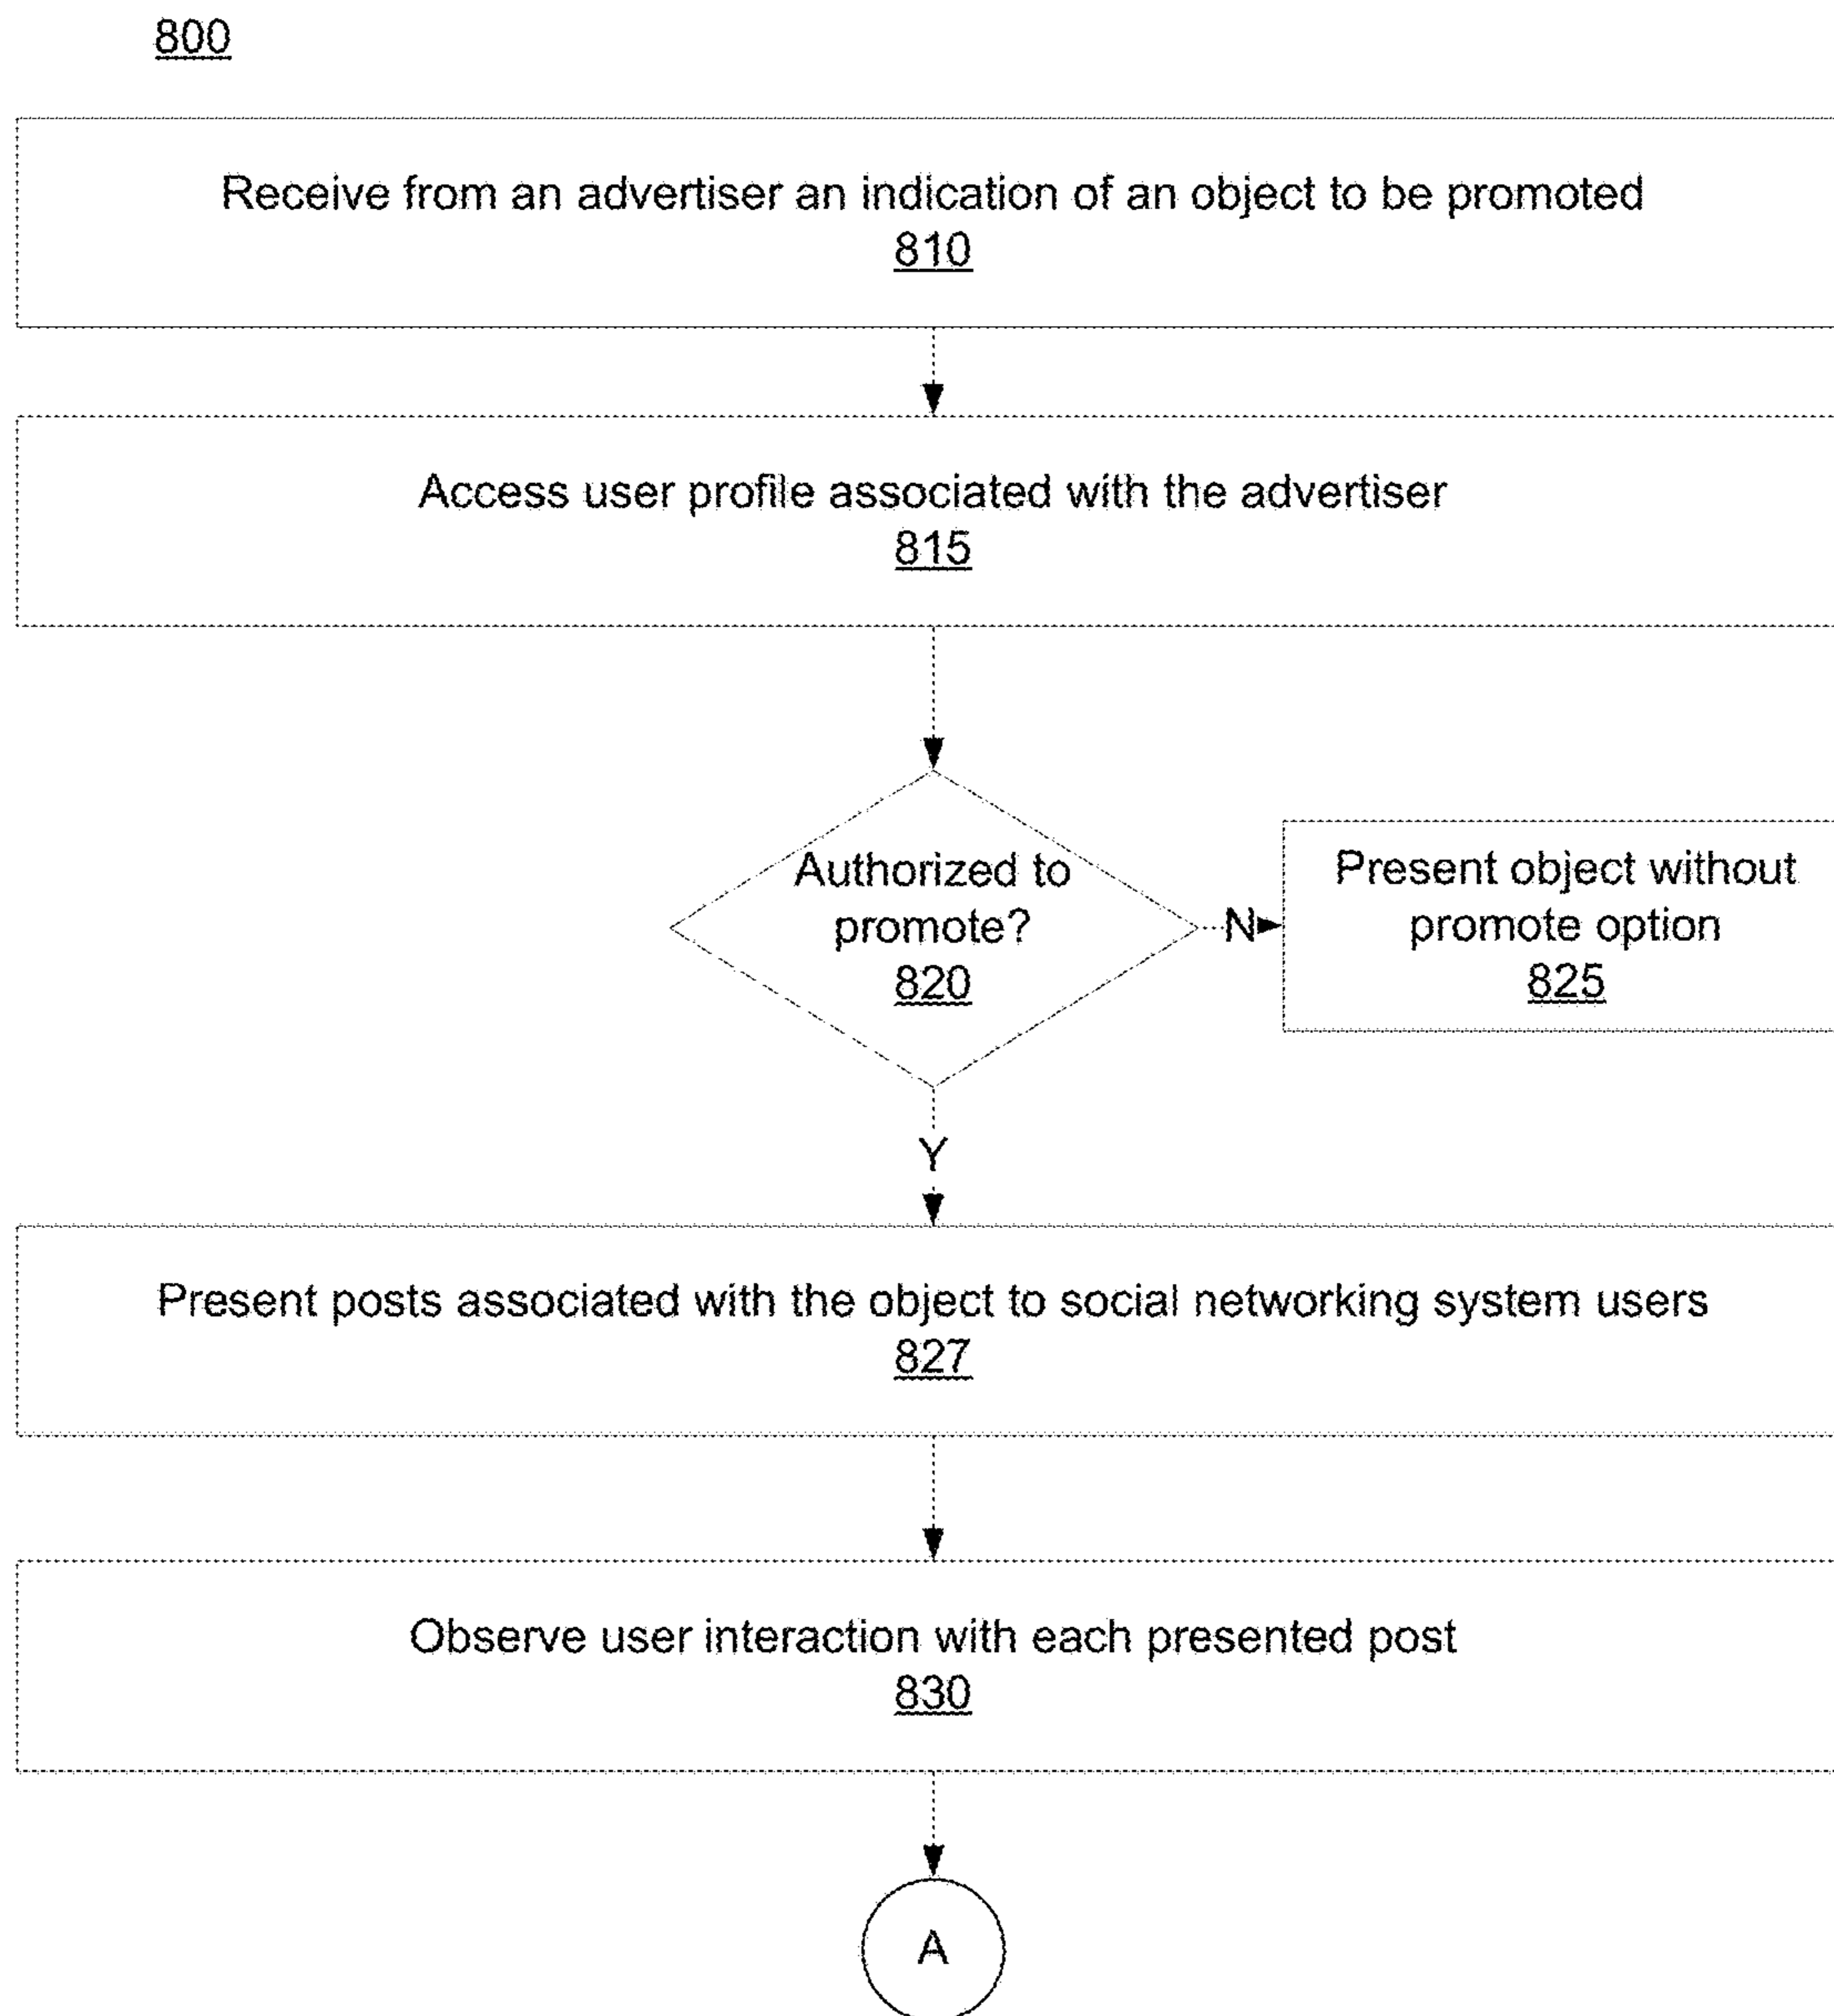 800
Receive from an advertiser an indication of an object to be promoted
810
Access user profile associated with the advertiser
815
Authorized to
promote?
820
N
Present object without
promote option
825
Y
Present posts associated with the object to social networking system users
827
Observe user interaction with each presented post
830
A